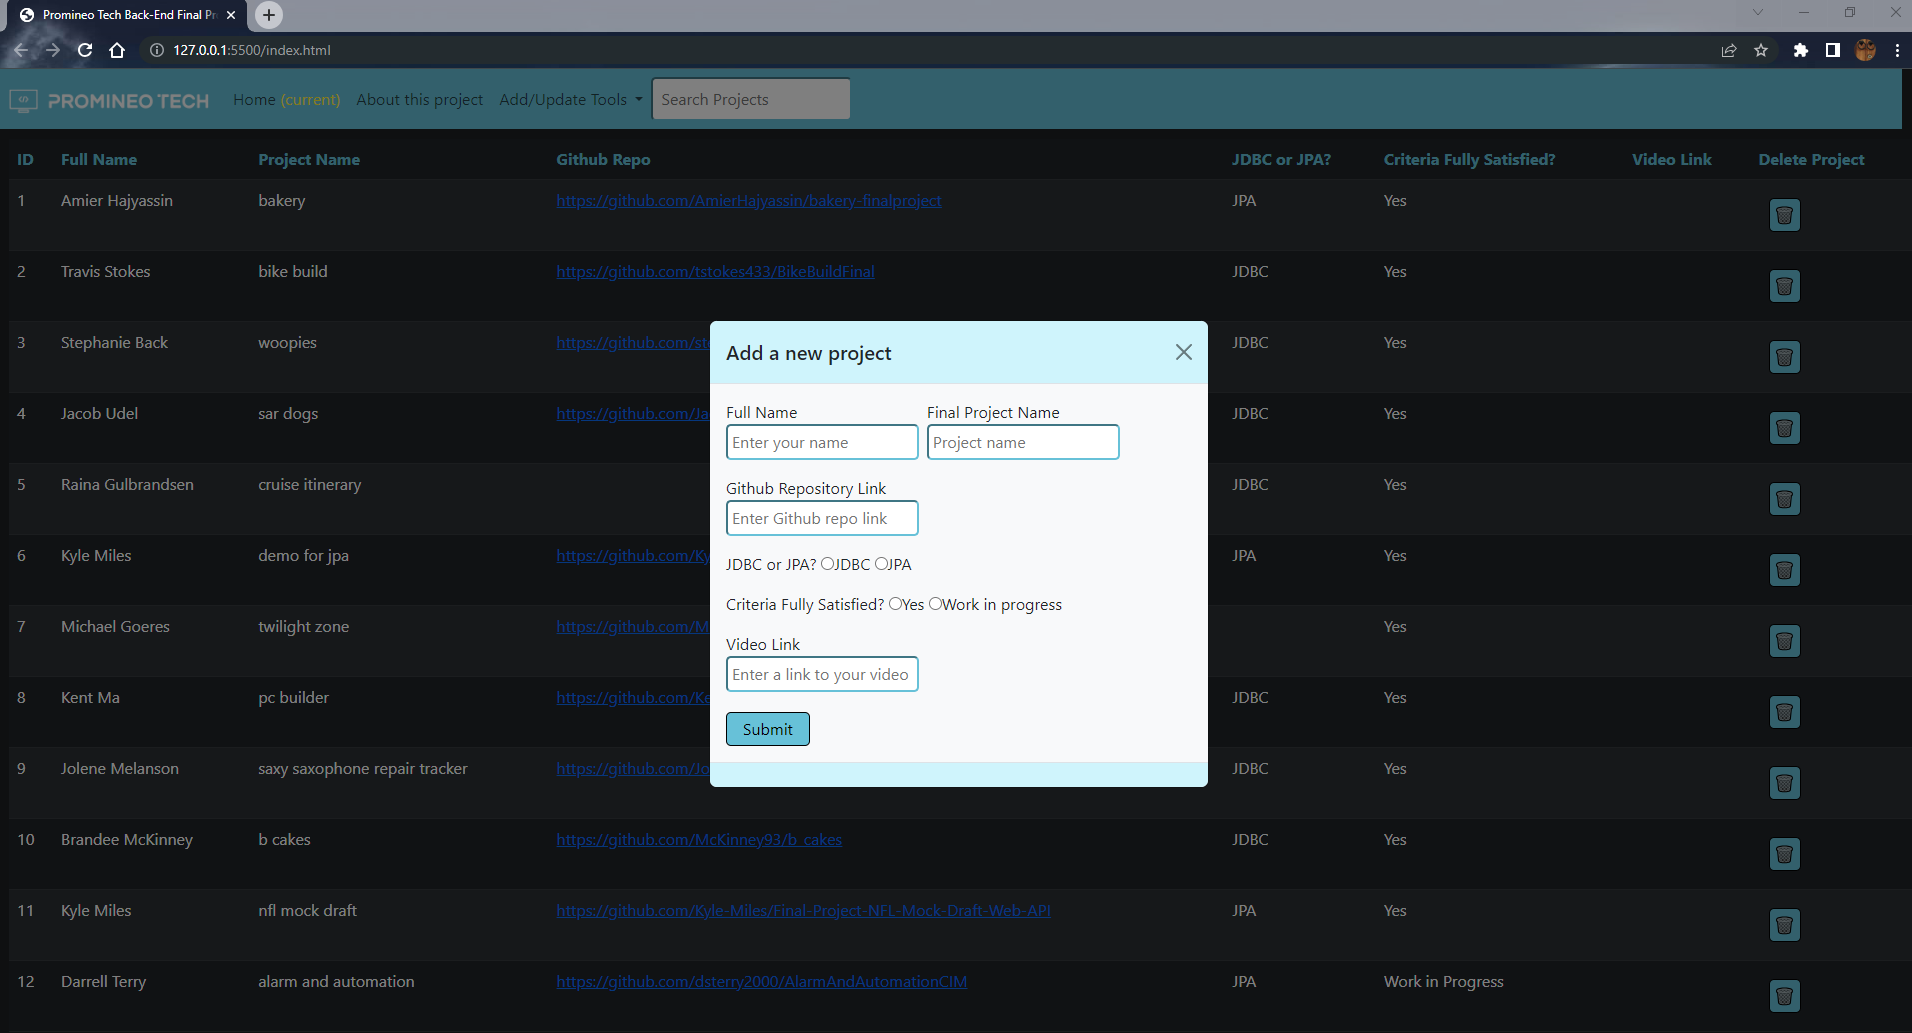 Promineo Tech Back-End Final Pr
127.0.0.1:5500/index.html
PROMINEO TECH Home (current) About this project Add/Update Tools Search Projects
ID Full Name Project Name Github Repo JDBC or JPA? Criteria Fully Satisfied? Video Link Delete Project
1 Amier Hajyassin bakery https://github.com/AmierHajyassin/bakery-finalproject JPA Yes
2 Travis Stokes bike build https://github.com/tstokes433/BikeBuildFinal JDBC Yes
3 Stephanie Back woopies https://github.com/st JDBC Yes
4 Jacob Udel sar dogs https://github.com/Ja JDBC Yes
5 Raina Gulbrandsen cruise itinerary JDBC Yes
6 Kyle Miles demo for jpa https://github.com/Ky JPA Yes
7 Michael Goeres twilight zone https://github.com/M Yes
8 Kent Ma pc builder https://github.com/Ke JDBC Yes
9 Jolene Melanson saxy saxophone repair tracker https://github.com/Jo JDBC Yes
10 Brandee McKinney b cakes https://github.com/McKinney93/b_cakes JDBC Yes
11 Kyle Miles nfl mock draft https://github.com/Kyle-Miles/Final-Project-NFL-Mock-Draft-Web-API JPA Yes
12 Darrell Terry alarm and automation https://github.com/dsterry2000/AlarmAndAutomationCIM JPA Work in Progress
Add a new project
Full Name Final Project Name
Enter your name Project name
Github Repository Link
Enter Github repo link
JDBC or JPA? JDBC JPA
Criteria Fully Satisfied? Yes Work in progress
Video Link
Enter a link to your video
Submit